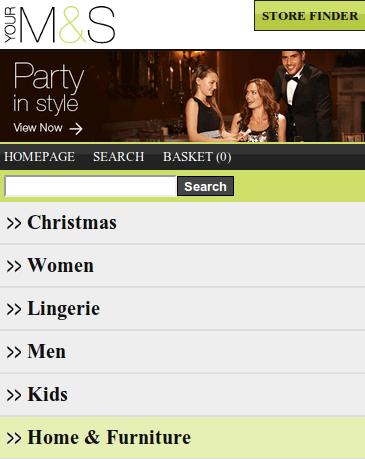 YOUR M&S
STORE FINDER
Party
in style
View Now →
HOMEPAGE SEARCH BASKET (0)
Search
>> Christmas
>> Women
>> Lingerie
>> Men
>> Kids
>> Home & Furniture